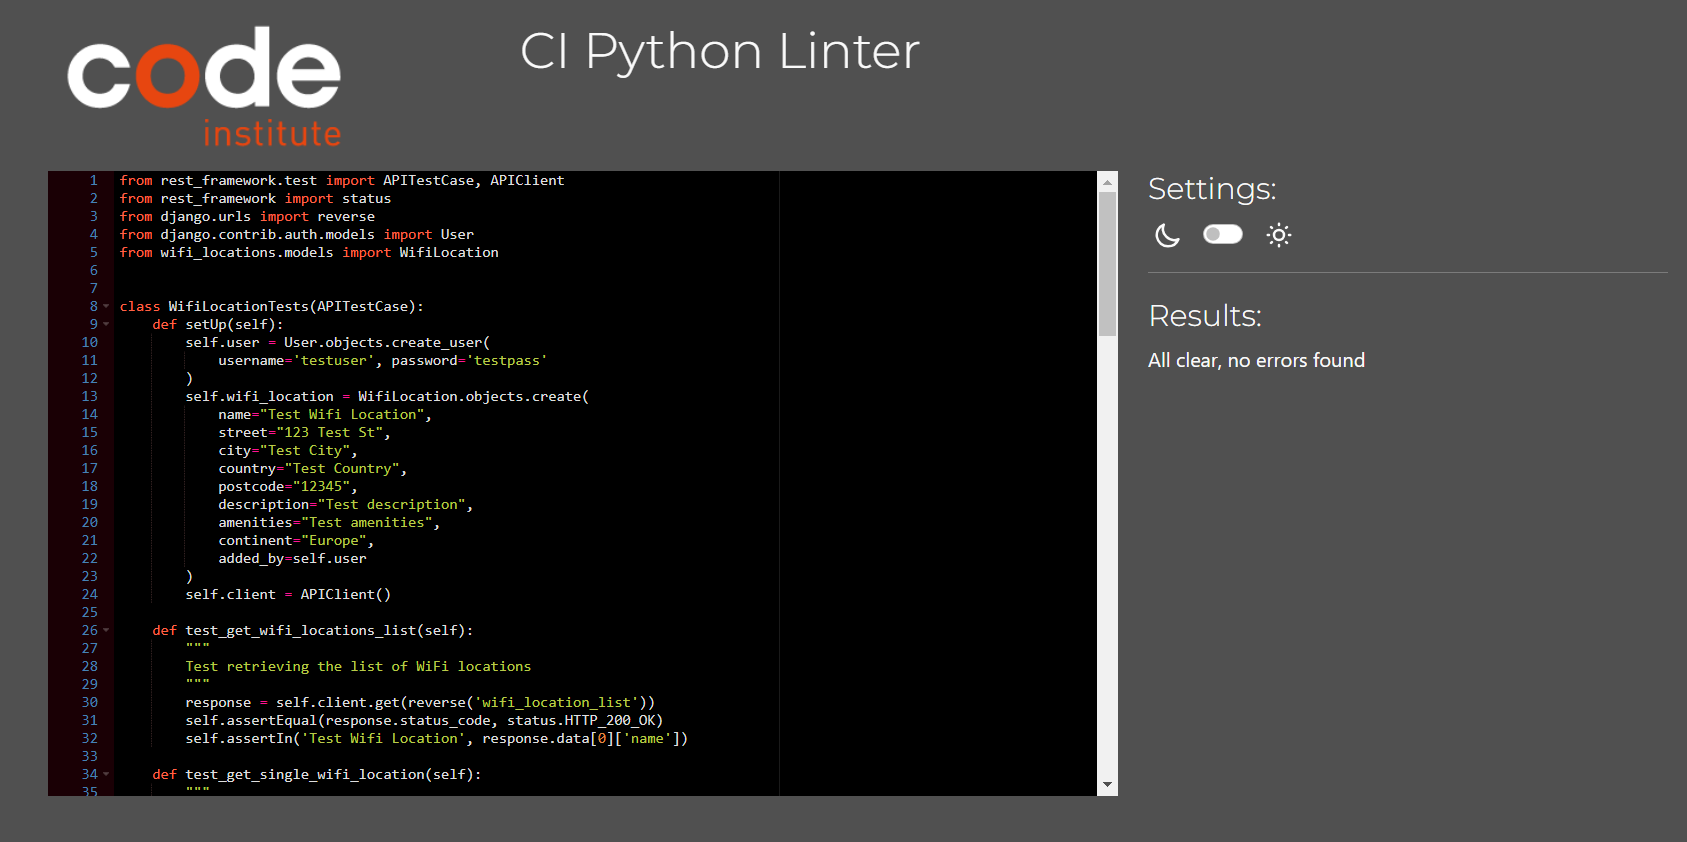 code
institute
CI Python Linter
1 from rest_framework.test import APITestCase, APIClient
2 from rest_framework import status
3 from django.urls import reverse
4 from django.contrib.auth.models import User
5 from wifi_locations.models import WifiLocation
6
7
8 class WifiLocationTests(APITestCase):
9     def setUp(self):
10         self.user = User.objects.create_user(
11             username='testuser', password='testpass'
12         )
13         self.wifi_location = WifiLocation.objects.create(
14             name="Test Wifi Location",
15             street="123 Test St",
16             city="Test City",
17             country="Test Country",
18             postcode="12345",
19             description="Test description",
20             amenities="Test amenities",
21             continent="Europe",
22             added_by=self.user
23         )
24         self.client = APIClient()
25
26     def test_get_wifi_locations_list(self):
27         """
28         Test retrieving the list of WiFi locations
29         """
30         response = self.client.get(reverse('wifi_location_list'))
31         self.assertEqual(response.status_code, status.HTTP_200_OK)
32         self.assertIn('Test Wifi Location', response.data[0]['name'])
33
34     def test_get_single_wifi_location(self):
35         """
Settings:
Results:
All clear, no errors found